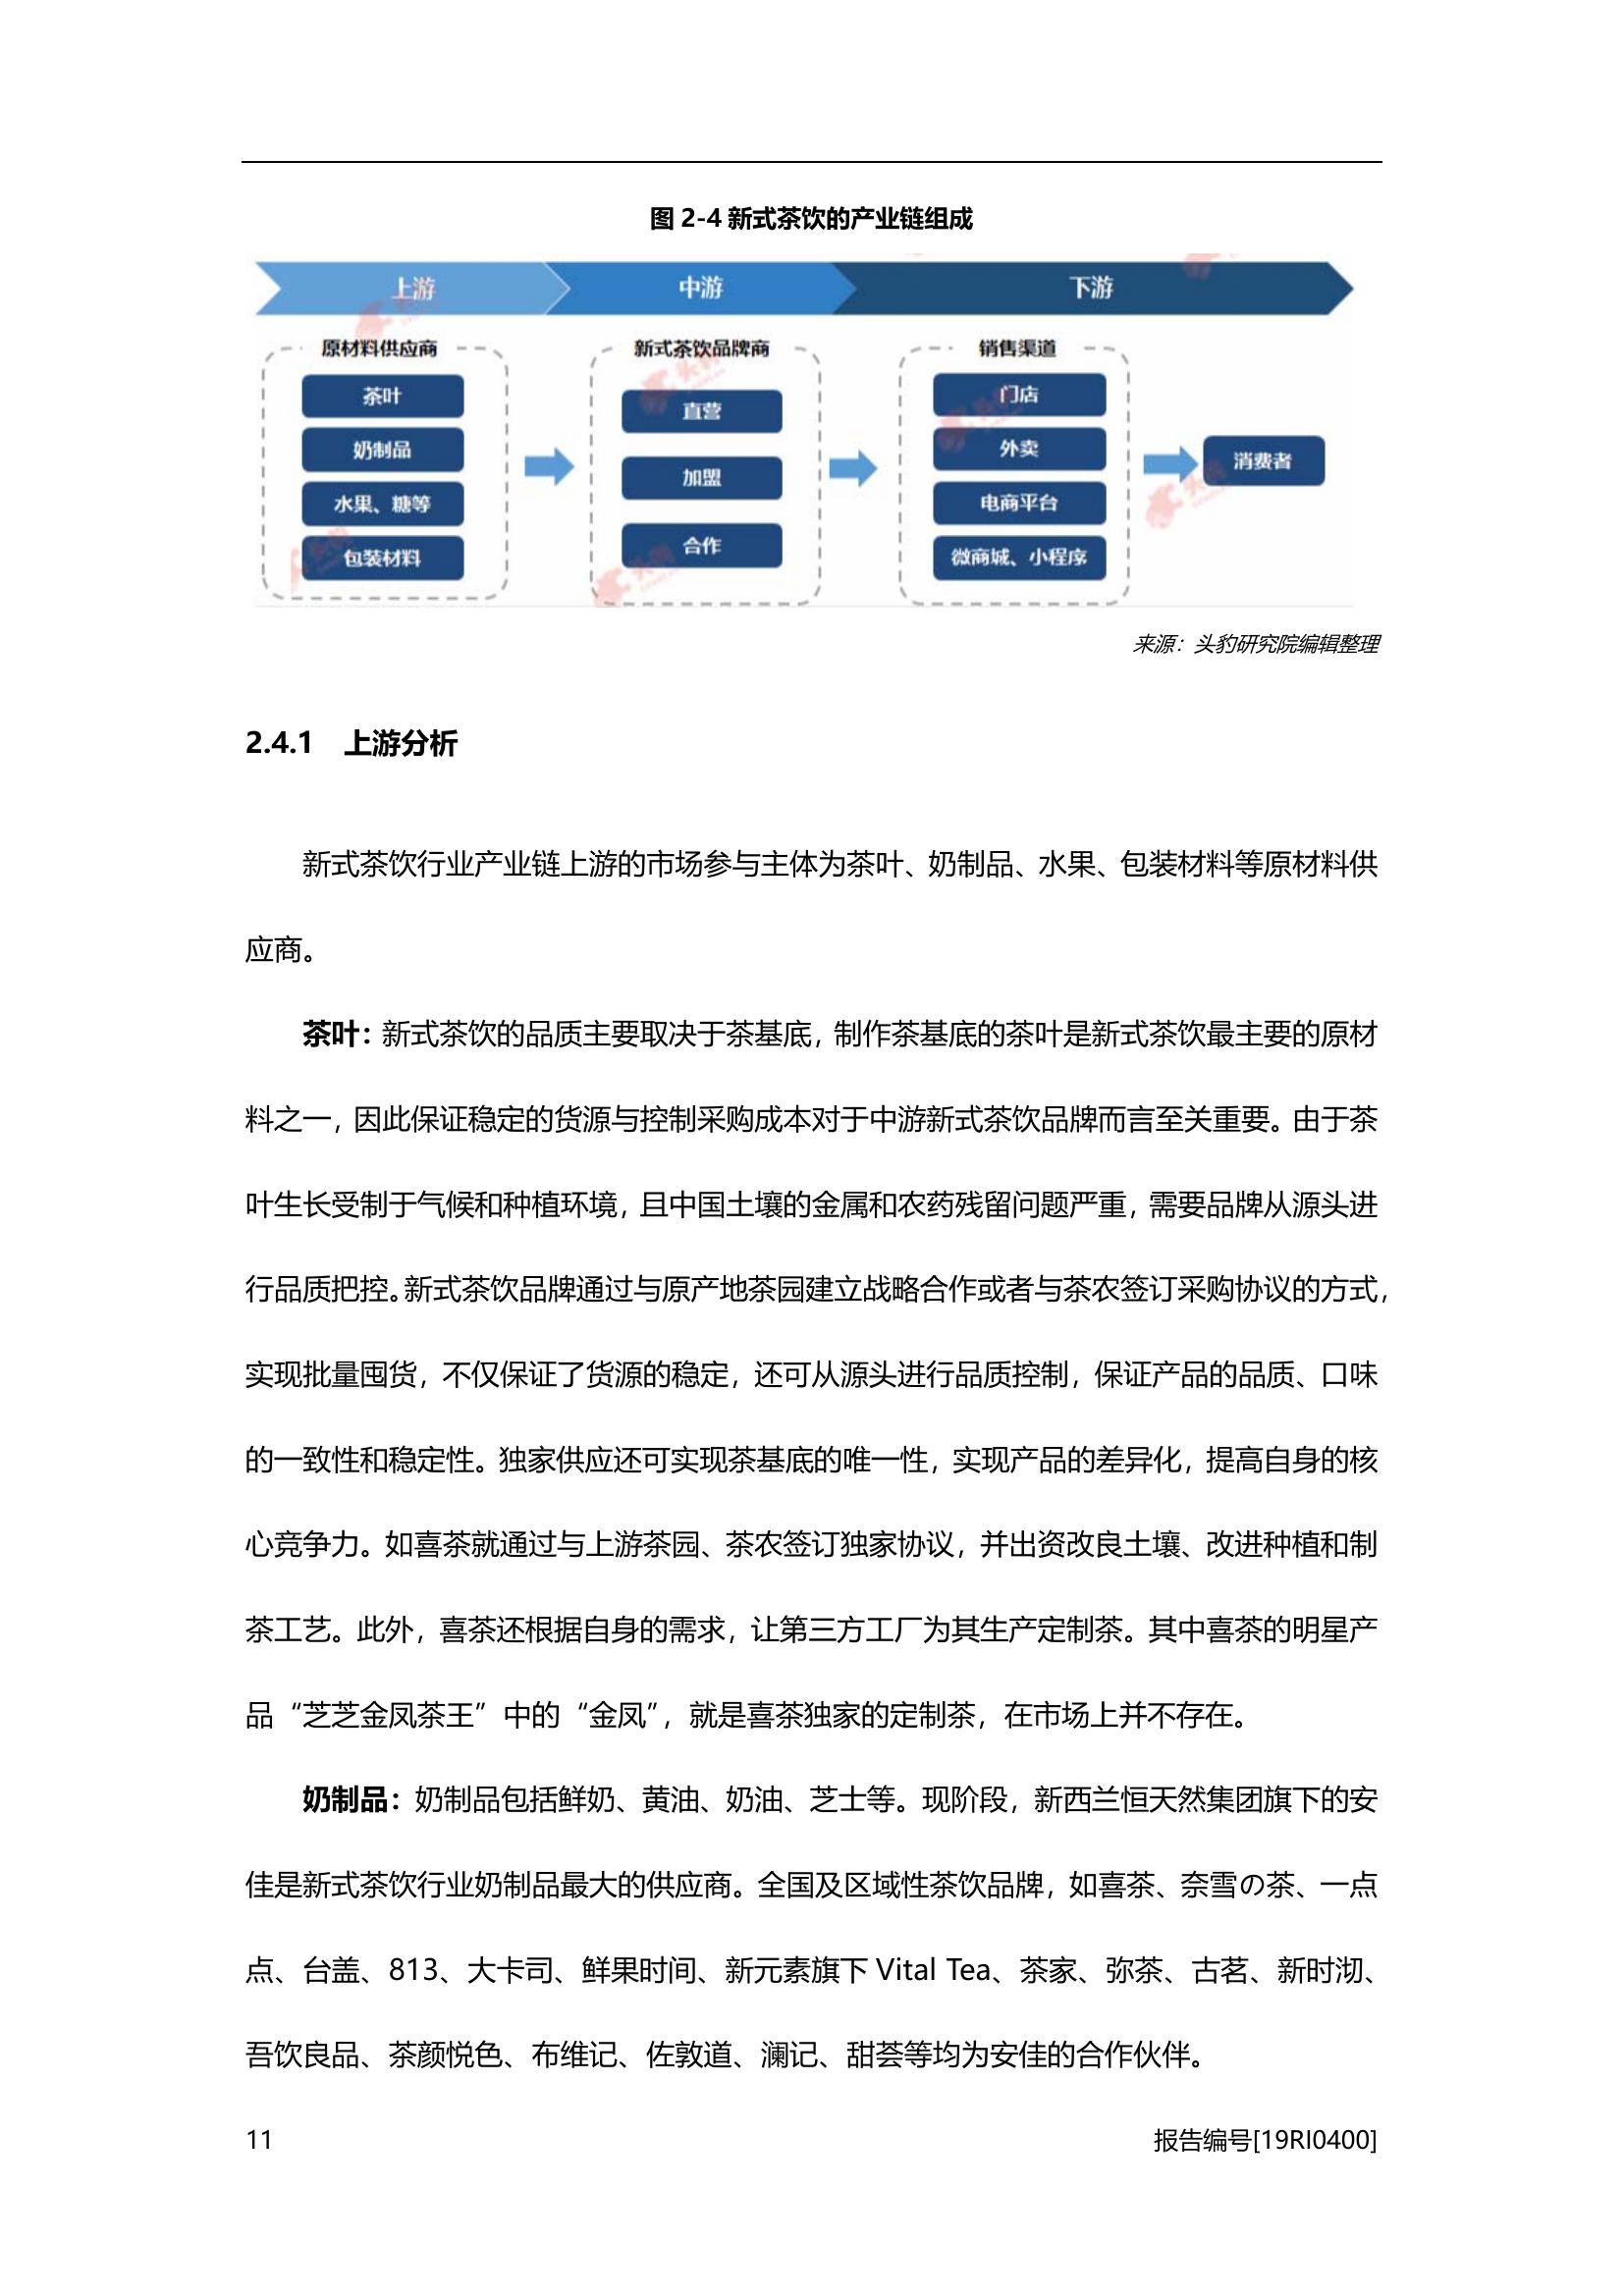 图 2-4 新式茶饮的产业链组成
上游
中游
下游
原材料供应商
茶叶
奶制品
水果、糖等
包装材料
新式茶饮品牌商
直营
加盟
合作
销售渠道
门店
外卖
电商平台
微商城、小程序
消费者
来源：头豹研究院编辑整理
2.4.1 上游分析
新式茶饮行业产业链上游的市场参与主体为茶叶、奶制品、水果、包装材料等原材料供
应商。
茶叶：新式茶饮的品质主要取决于茶基底，制作茶基底的茶叶是新式茶饮最主要的原材
料之一，因此保证稳定的货源与控制采购成本对于中游新式茶饮品牌而言至关重要。由于茶
叶生长受制于气候和种植环境，且中国土壤的金属和农药残留问题严重，需要品牌从源头进
行品质把控。新式茶饮品牌通过与原产地茶园建立战略合作或者与茶农签订采购协议的方式，
实现批量囤货，不仅保证了货源的稳定，还可从源头进行品质控制，保证产品的品质、口味
的一致性和稳定性。独家供应还可实现茶基底的唯一性，实现产品的差异化，提高自身的核
心竞争力。如喜茶就通过与上游茶园、茶农签订独家协议，并出资改良土壤、改进种植和制
茶工艺。此外，喜茶还根据自身的需求，让第三方工厂为其生产定制茶。其中喜茶的明星产
品“芝芝金凤茶王”中的“金凤”，就是喜茶独家的定制茶，在市场上并不存在。
奶制品：奶制品包括鲜奶、黄油、奶油、芝士等。现阶段，新西兰恒天然集团旗下的安
佳是新式茶饮行业奶制品最大的供应商。全国及区域性茶饮品牌，如喜茶、奈雪の茶、一点
点、台盖、813、大卡司、鲜果时间、新元素旗下 Vital Tea、茶家、弥茶、古茗、新时沏、
吾饮良品、茶颜悦色、布维记、佐敦道、澜记、甜荟等均为安佳的合作伙伴。
11
报告编号[19RI0400]